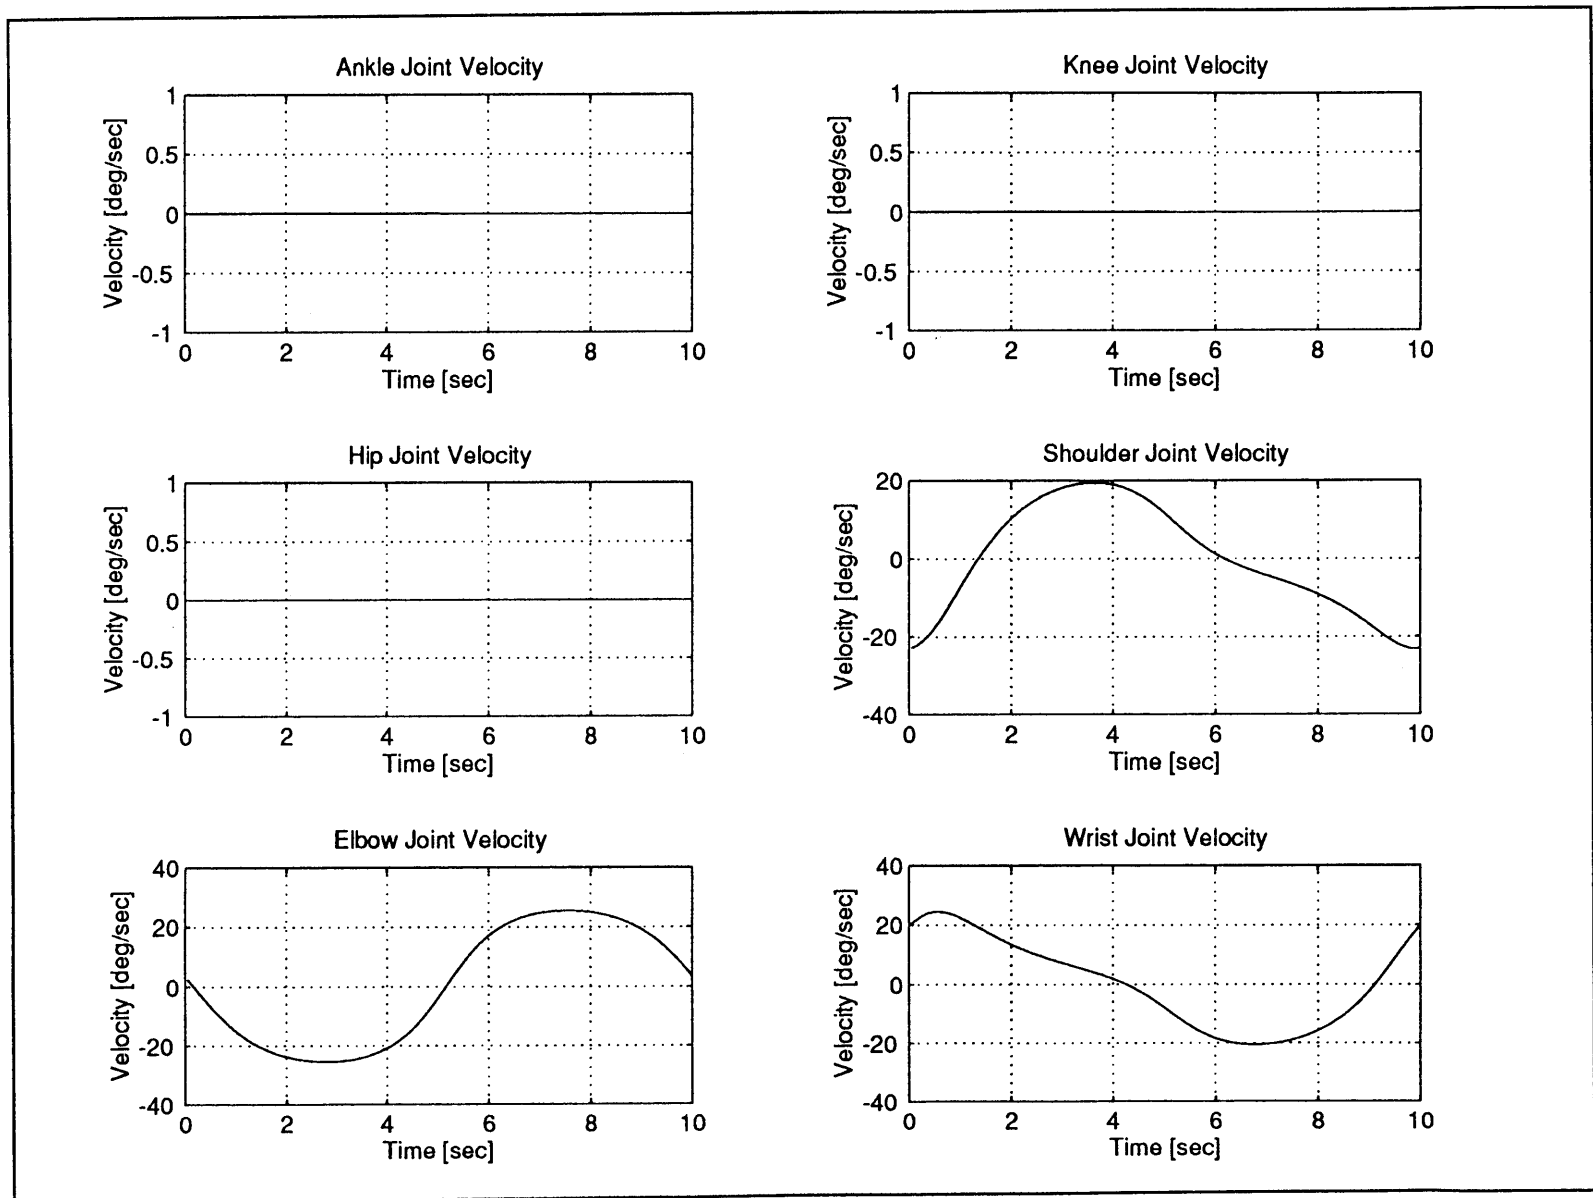 Ankle Joint Velocity
1
0.5
0
-0.5
-1
Velocity [deg/sec]
0 2 4 6 8 10
Time [sec]
Knee Joint Velocity
1
0.5
0
-0.5
-1
Velocity [deg/sec]
0 2 4 6 8 10
Time [sec]
Hip Joint Velocity
1
0.5
0
-0.5
-1
Velocity [deg/sec]
0 2 4 6 8 10
Time [sec]
Shoulder Joint Velocity
20
0
-20
-40
Velocity [deg/sec]
0 2 4 6 8 10
Time [sec]
Elbow Joint Velocity
40
20
0
-20
-40
Velocity [deg/sec]
0 2 4 6 8 10
Time [sec]
Wrist Joint Velocity
40
20
0
-20
-40
Velocity [deg/sec]
0 2 4 6 8 10
Time [sec]